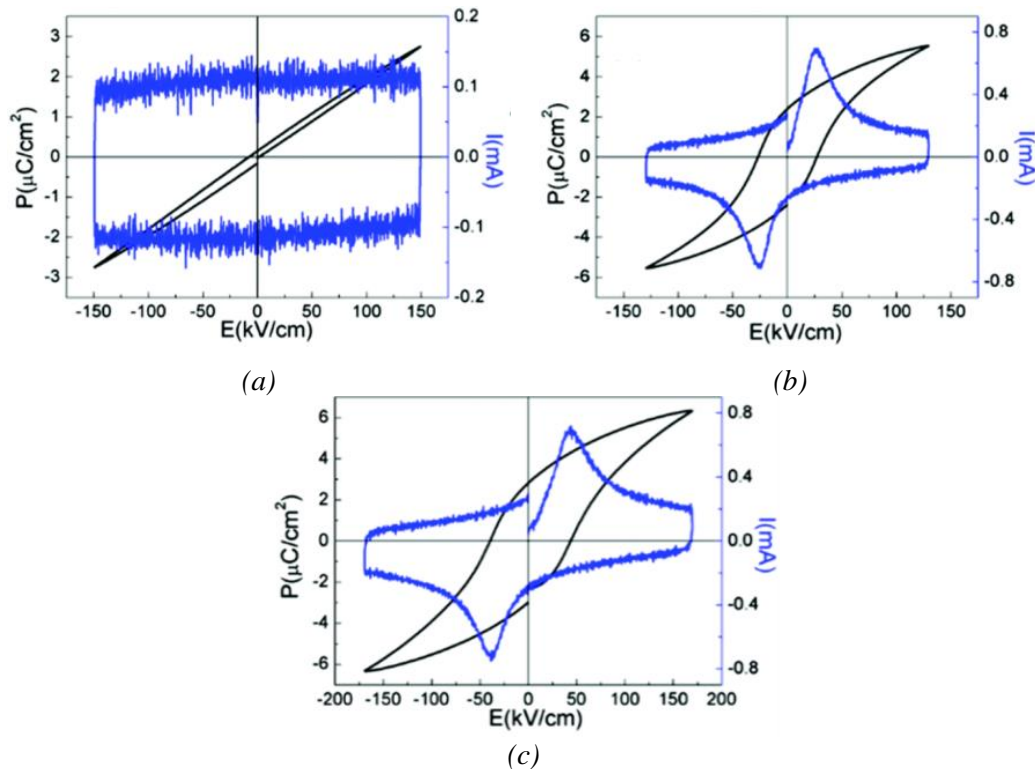 3
2
1
0
-1
-2
-3
P(μC/cm²)
0.2
0.1
0.0
-0.1
-0.2
I(mA)
-150 -100 -50 0 50 100 150
E(kV/cm)
(a)
6
4
2
0
-2
-4
-6
P(μC/cm²)
0.8
0.4
0.0
-0.4
-0.8
I(mA)
-150 -100 -50 0 50 100 150
E(kV/cm)
(b)
6
4
2
0
-2
-4
-6
P(μC/cm²)
0.8
0.4
0.0
-0.4
-0.8
I(mA)
-200 -150 -100 -50 0 50 100 150 200
E(kV/cm)
(c)